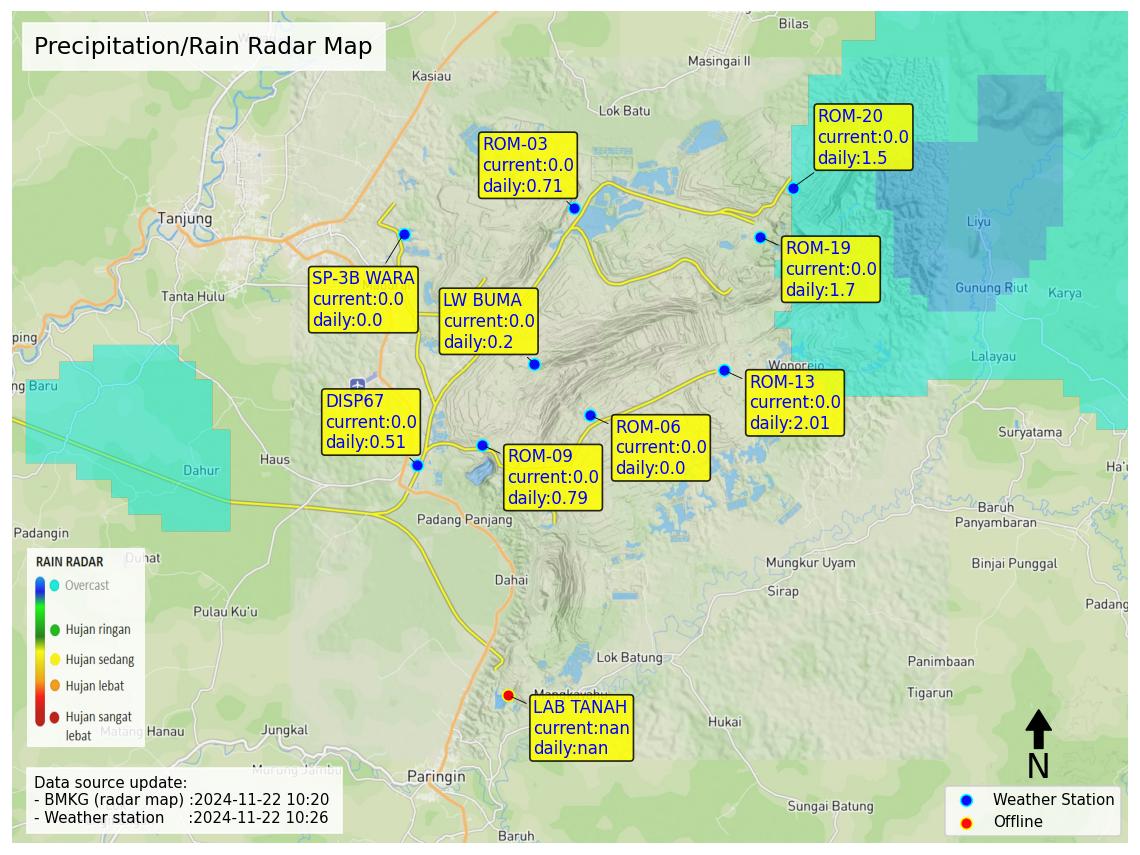 Precipitation/Rain Radar Map
Bilas
Masingai II
Kasiau
Lok Batu
ROM-20
current:0.0
daily:1.5
ROM-03
current:0.0
daily:0.71
Tanjung
Liyu
ROM-19
current:0.0
daily:1.7
SP-3B WARA
current:0.0
daily:0.0
Tanta Hulu
LW BUMA
current:0.0
daily:0.2
Gunung Riut
Karya
ping
Lalayau
Wonorejo
ng Baru
ROM-13
current:0.0
daily:2.01
DISP67
current:0.0
daily:0.51
ROM-06
current:0.0
daily:0.0
Suryatama
Haus
Dahur
ROM-09
current:0.0
daily:0.79
Ha'u
Baruh
Panyambaran
Padang Panjang
Padangin
Duhat
Mungkur Uyam
Binjai Punggal
RAIN RADAR
Overcast
Hujan ringan
Hujan sedang
Hujan lebat
Hujan sangat
lebat
Dahai
Sirap
Padang
Pulau Ku'u
Lok Batung
Panimbaan
Tigarun
LAB TANAH
current:nan
daily:nan
Hukai
Matang Hanau
Jungkal
N
Murung Jambu
Paringin
Data source update:
- BMKG (radar map) :2024-11-22 10:20
- Weather station :2024-11-22 10:26
Sungai Batung
Weather Station
Offline
Baruh